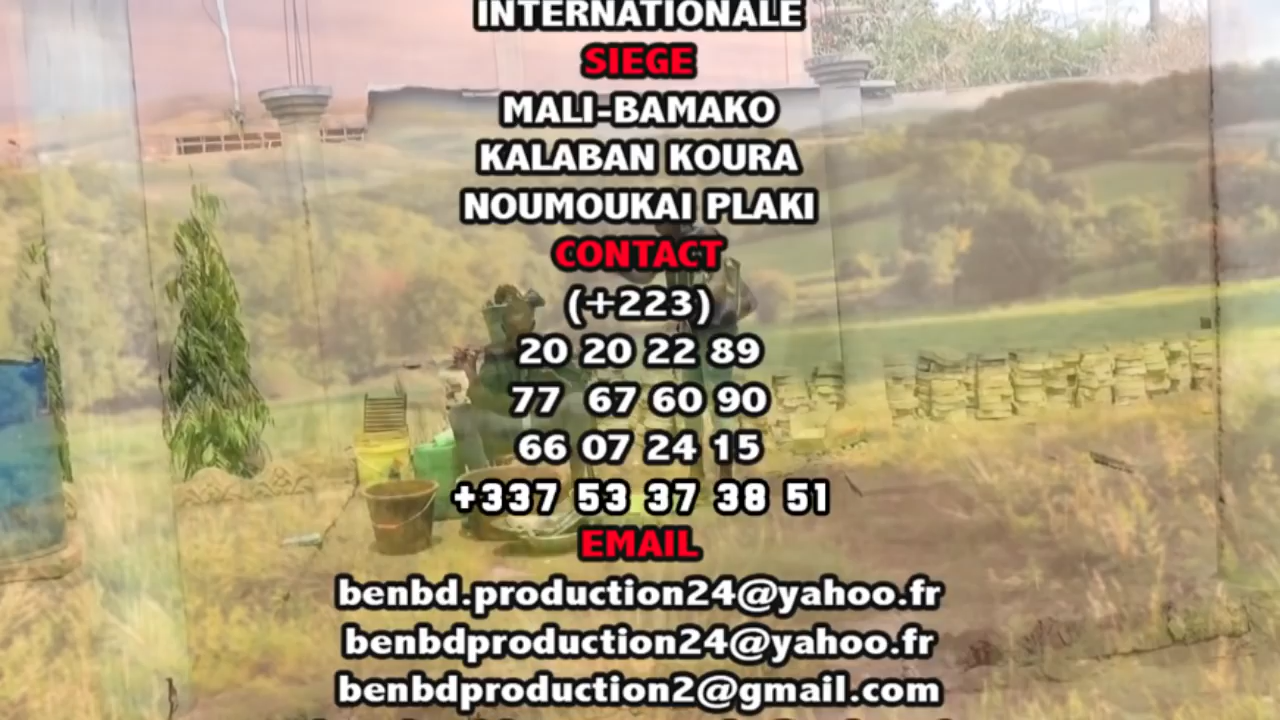 INTERNATIONALE
SIEGE
MALI-BAMAKO
KALABAN KOURA
NOUMOUKAI PLAKI
CONTACT
(+223)
20 20 22 89
77 67 60 90
66 07 24 15
+337 53 37 38 51
EMAIL
benbd.production24@yahoo.fr
benbdproduction24@yahoo.fr
benbdproduction2@gmail.com